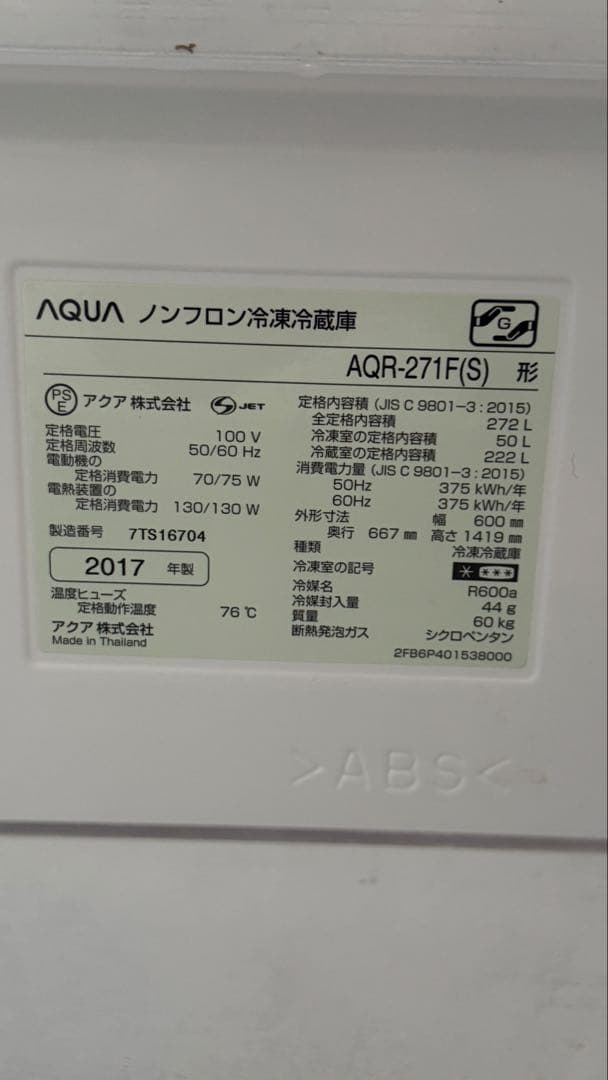 AQUA ノンフロン冷凍冷蔵庫 G
AQR-271F(S) 形
PSE アクア 株式会社 S JET
定格電圧 100 V
定格周波数 50/60 Hz
電動機の
定格消費電力 70/75 W
電熱装置の
定格消費電力 130/130 W
製造番号 7TS16704
2017 年製
温度ヒューズ
定格動作温度 76 ℃
アクア 株式会社
Made in Thailand
定格内容積 (JIS C 9801-3 : 2015)
全定格内容積 272 L
冷凍室の定格内容積 50 L
冷蔵室の定格内容積 222 L
消費電力量 (JIS C 9801-3 : 2015)
50Hz 375 kWh/年
60Hz 375 kWh/年
外形寸法 幅 600 ㎜
奥行 667 ㎜ 高さ 1419 ㎜
種類 冷凍冷蔵庫
冷凍室の記号 * ***
冷媒名 R600a
冷媒封入量 44 g
質量 60 kg
断熱発泡ガス シクロペンタン
2FB6P401538000
>ABS<